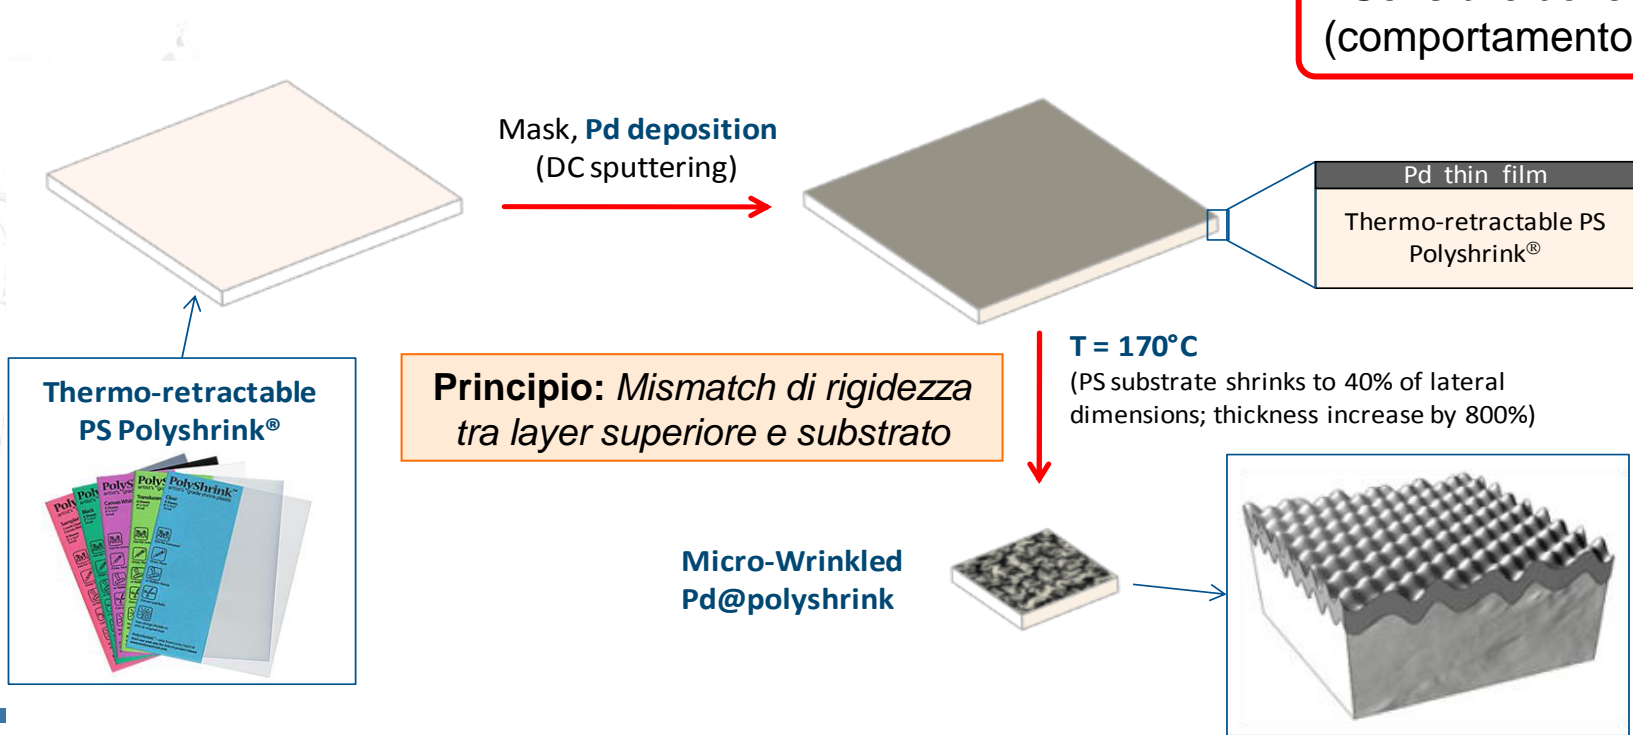 (comportamento
Mask, Pd deposition
(DC sputtering)
Pd thin film
Thermo-retractable PS
Polyshrink®
T = 170°C
(PS substrate shrinks to 40% of lateral
dimensions; thickness increase by 800%)
Principio: Mismatch di rigidezza
tra layer superiore e substrato
Thermo-retractable
PS Polyshrink®
PolyShrink™
Clear
Micro-Wrinkled
Pd@polyshrink